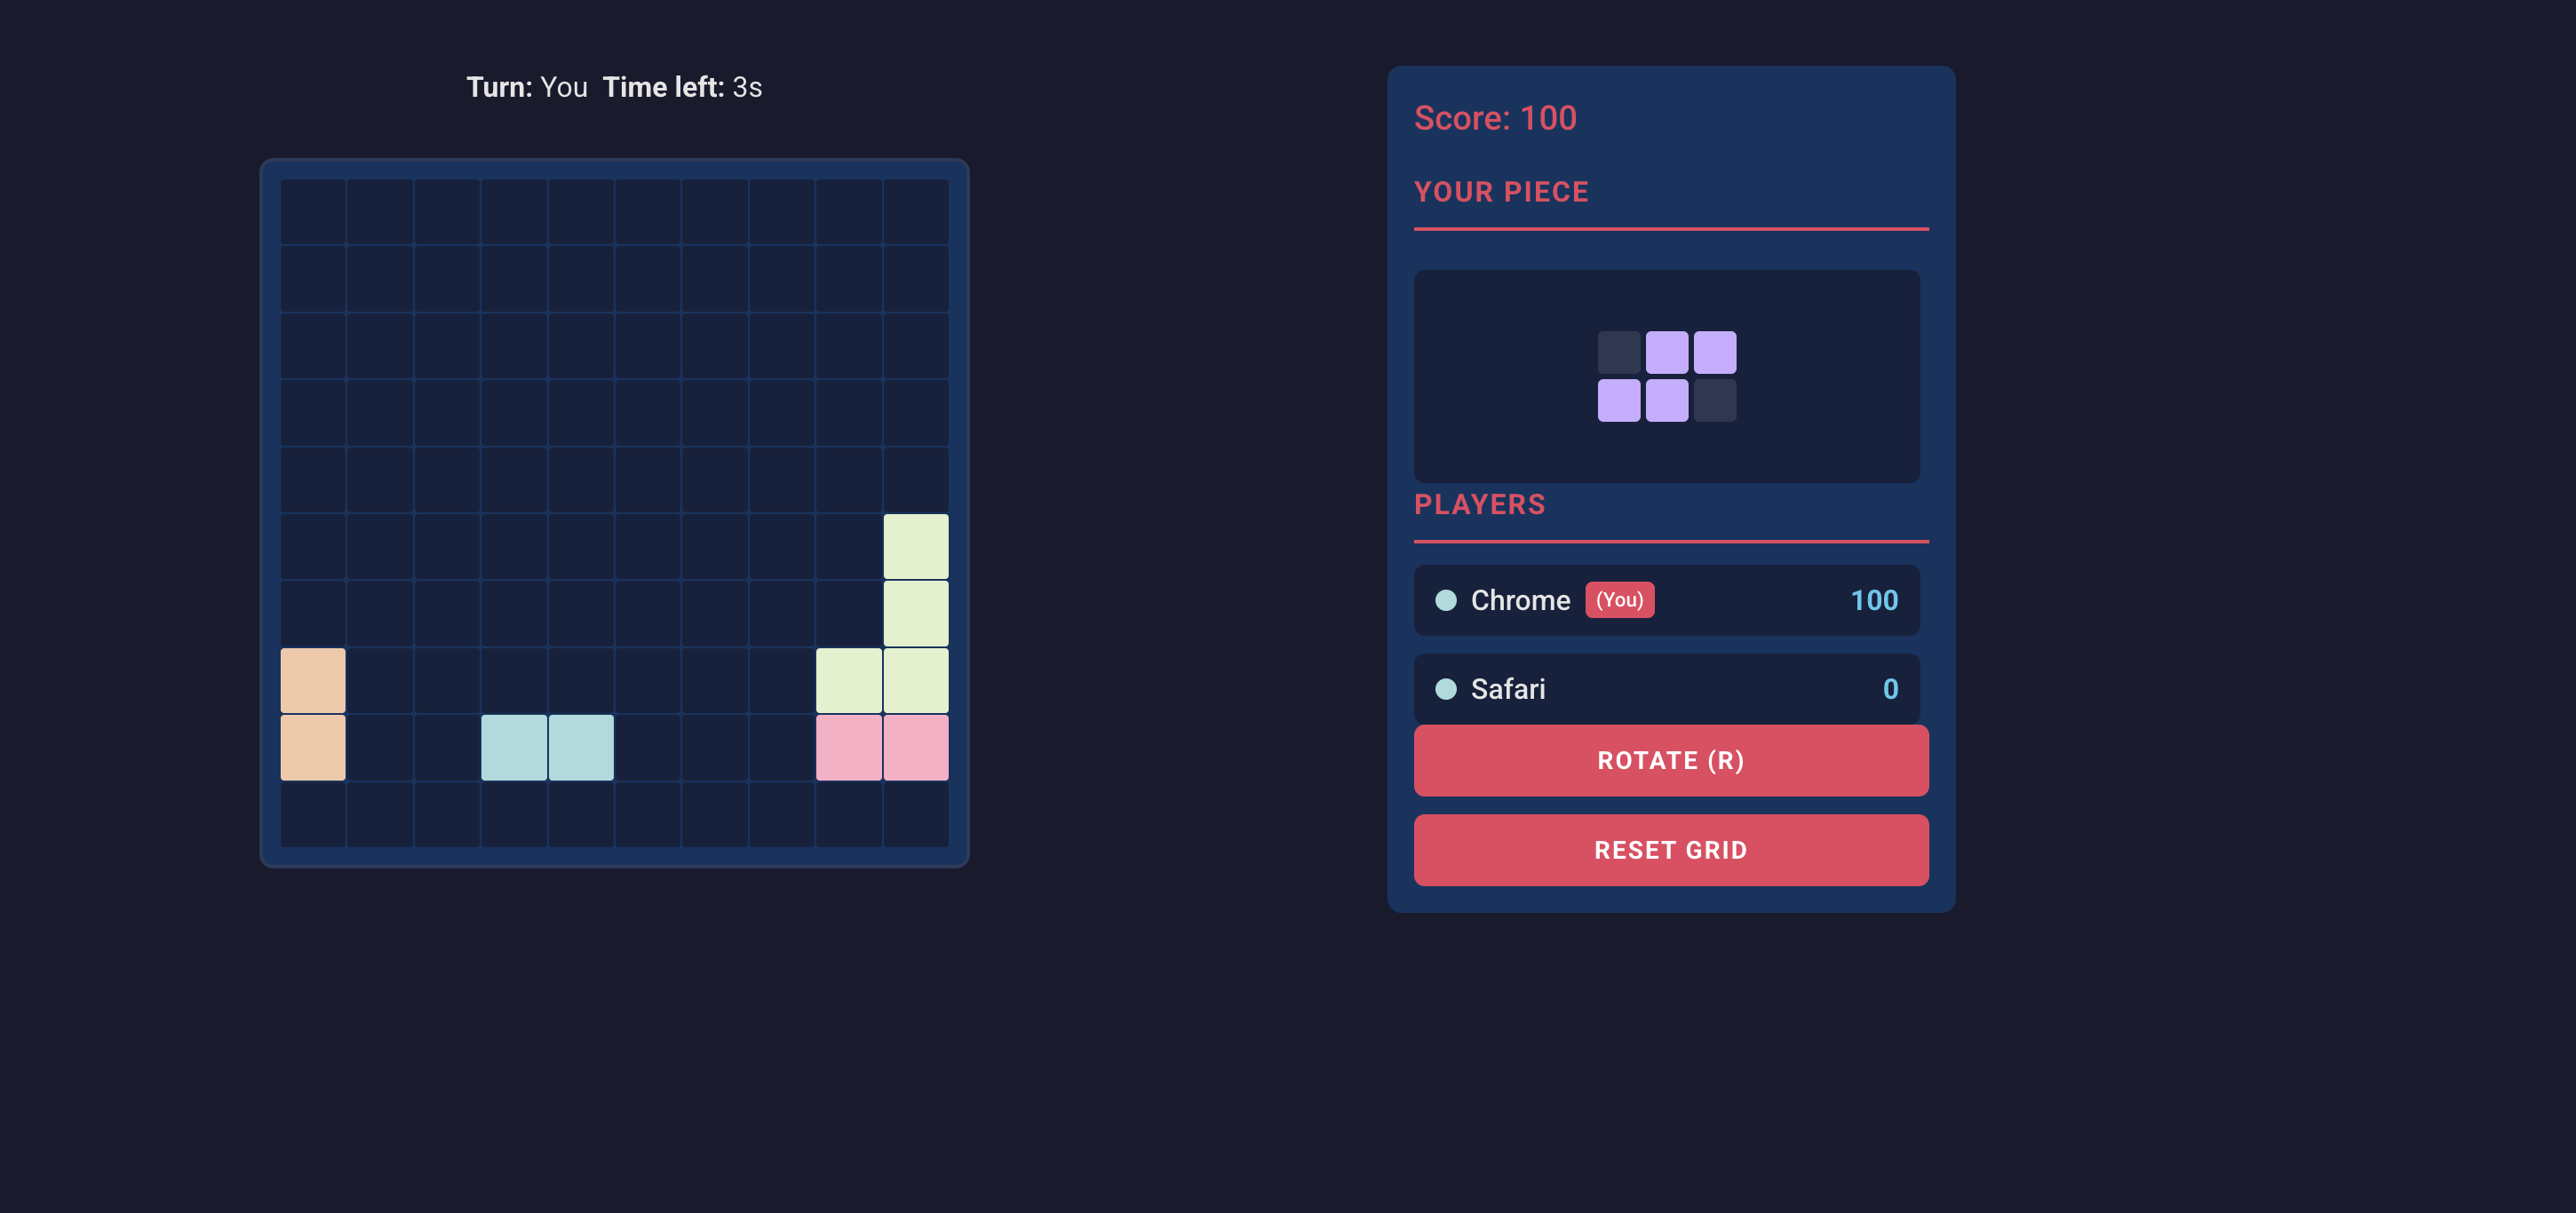 Turn: You Time left: 3s
Score: 100
YOUR PIECE
PLAYERS
Chrome (You) 100
Safari 0
ROTATE (R)
RESET GRID